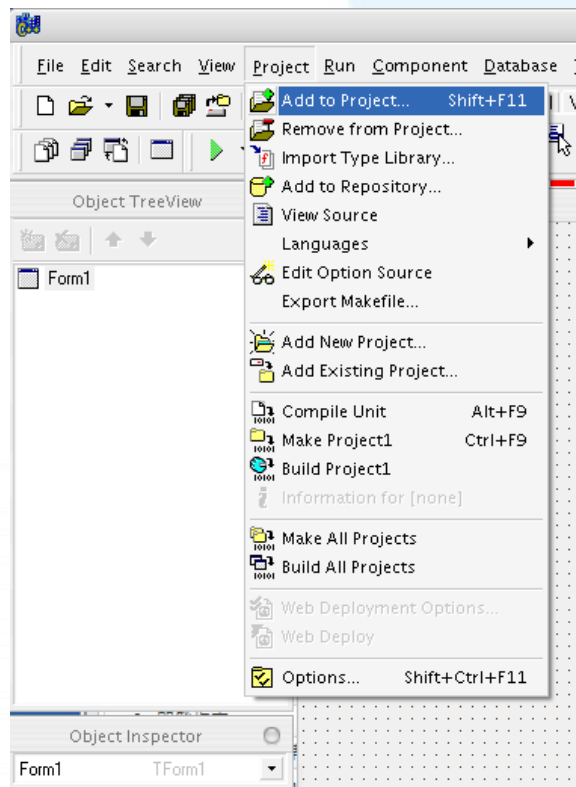 File Edit Search View Project Run Component Database
Add to Project... Shift+F11
Remove from Project...
Import Type Library...
Add to Repository...
View Source
Languages
Edit Option Source
Export Makefile...
Add New Project...
Add Existing Project...
Compile Unit Alt+F9
Make Project1 Ctrl+F9
Build Project1
Information for [none]
Make All Projects
Build All Projects
Web Deployment Options...
Web Deploy
Options... Shift+Ctrl+F11
Object TreeView
Form1
Object Inspector
Form1 TForm1